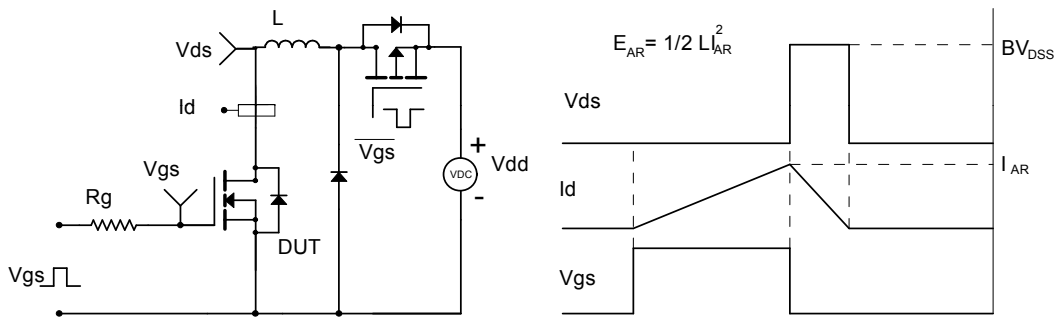 L
Vds
Id
Vgs
Vgs
+
Vdd
VDC
-
Rg
DUT
Vgs
E_AR= 1/2 LI_AR^2
BV_DSS
Vds
I_AR
Id
Vgs